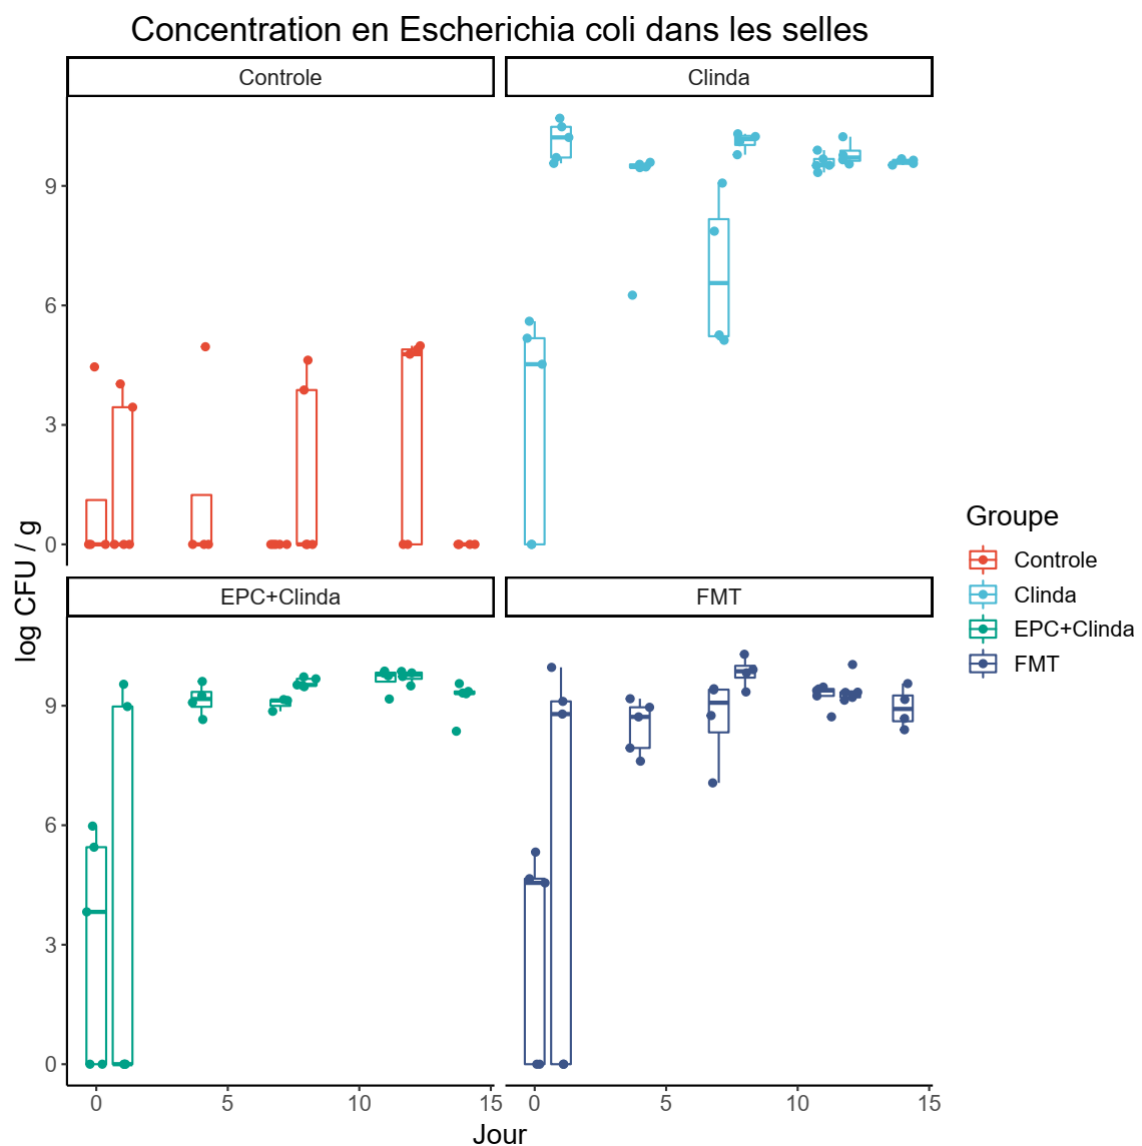 Concentration en Escherichia coli dans les selles
Controle
Clinda
9
6
3
0
log CFU / g
EPC+Clinda
FMT
9
6
3
0
0
5
10
15
0
5
10
15
Jour
Groupe
Controle
Clinda
EPC+Clinda
FMT